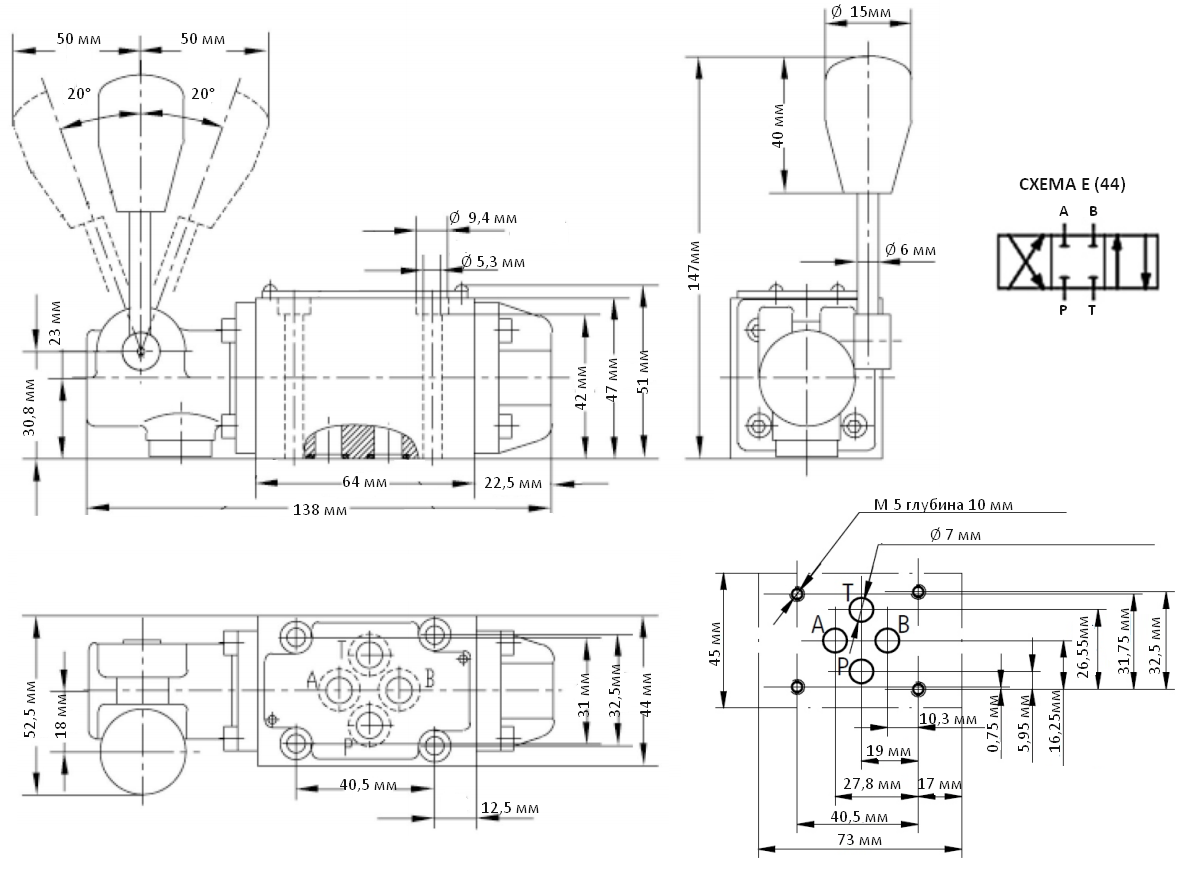 50 мм
50 мм
20°
20°
Ø 9,4 мм
Ø 5,3 мм
23 мм
30,8 мм
42 мм
47 мм
51 мм
64 мм
22,5 мм
138 мм
Ø 15мм
40 мм
147мм
Ø 6 мм
СХЕМА Е (44)
A B
P T
52,5 мм
18 мм
T
A
B
P
31 мм
32,5мм
44 мм
40,5 мм
12,5 мм
М 5 глубина 10 мм
Ø 7 мм
T
A
B
P
45 мм
26,55мм
31,75 мм
32,5 мм
0,75 мм
5,95 мм
16,25мм
10,3 мм
19 мм
27,8 мм
17 мм
40,5 мм
73 мм